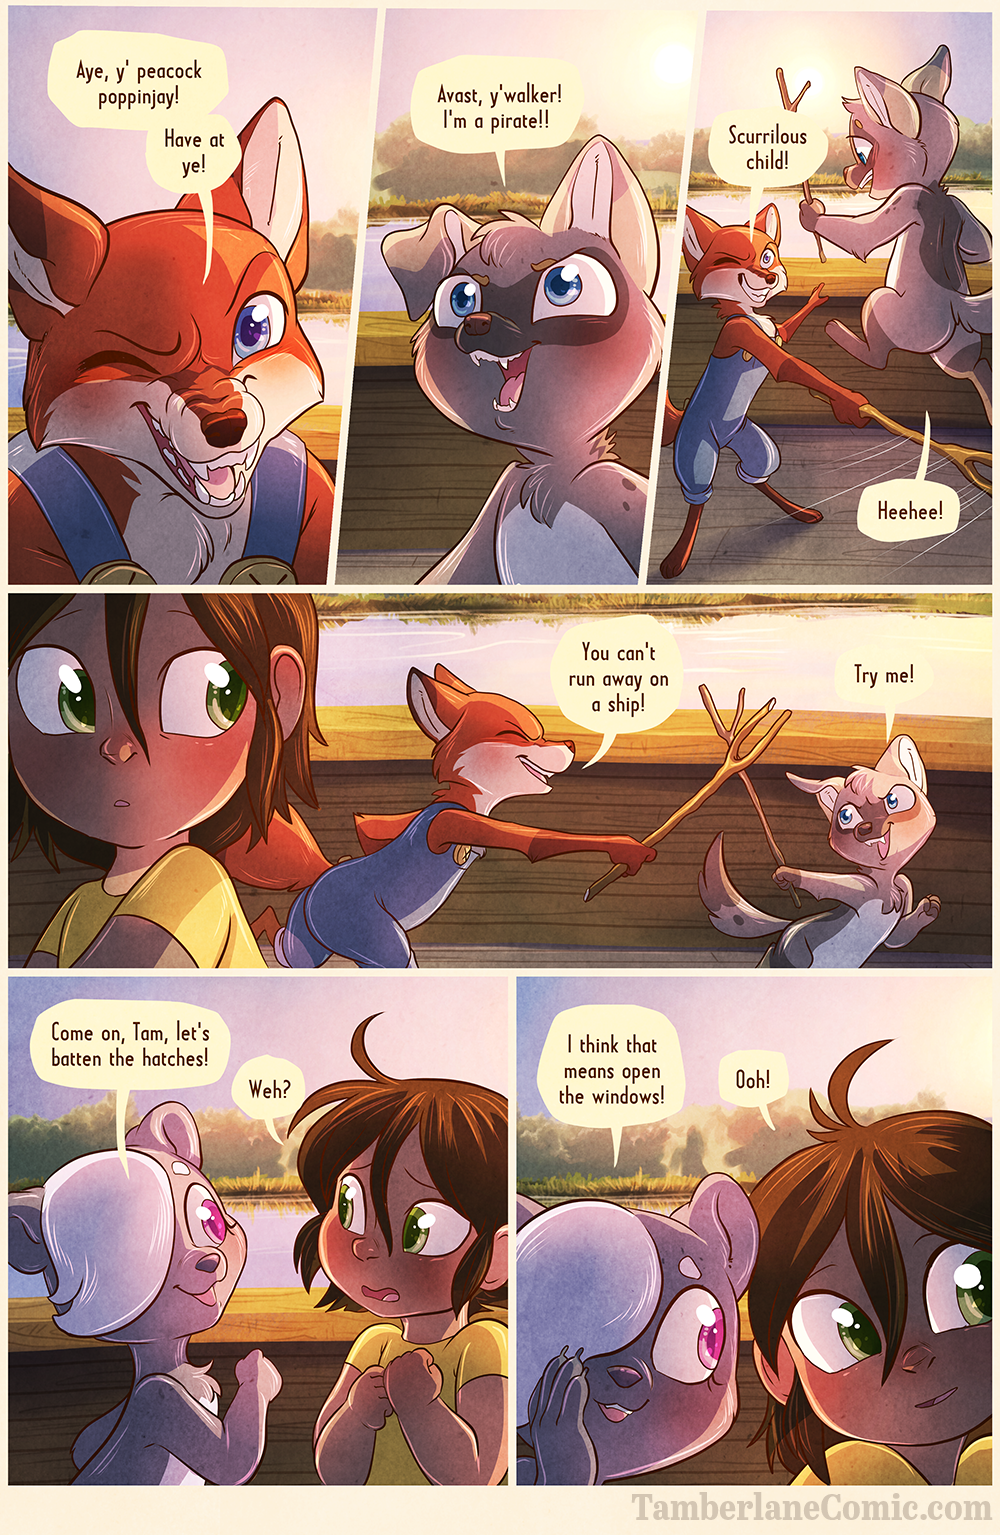 Aye, y' peacock
poppinjay!
Have at
ye!
Avast, y'walker!
I'm a pirate!!
Scurrilous
child!
Heehee!
You can't
run away on
a ship!
Try me!
Come on, Tam, let's
batten the hatches!
Weh?
I think that
means open
the windows!
Ooh!
TamberlaneComic.com